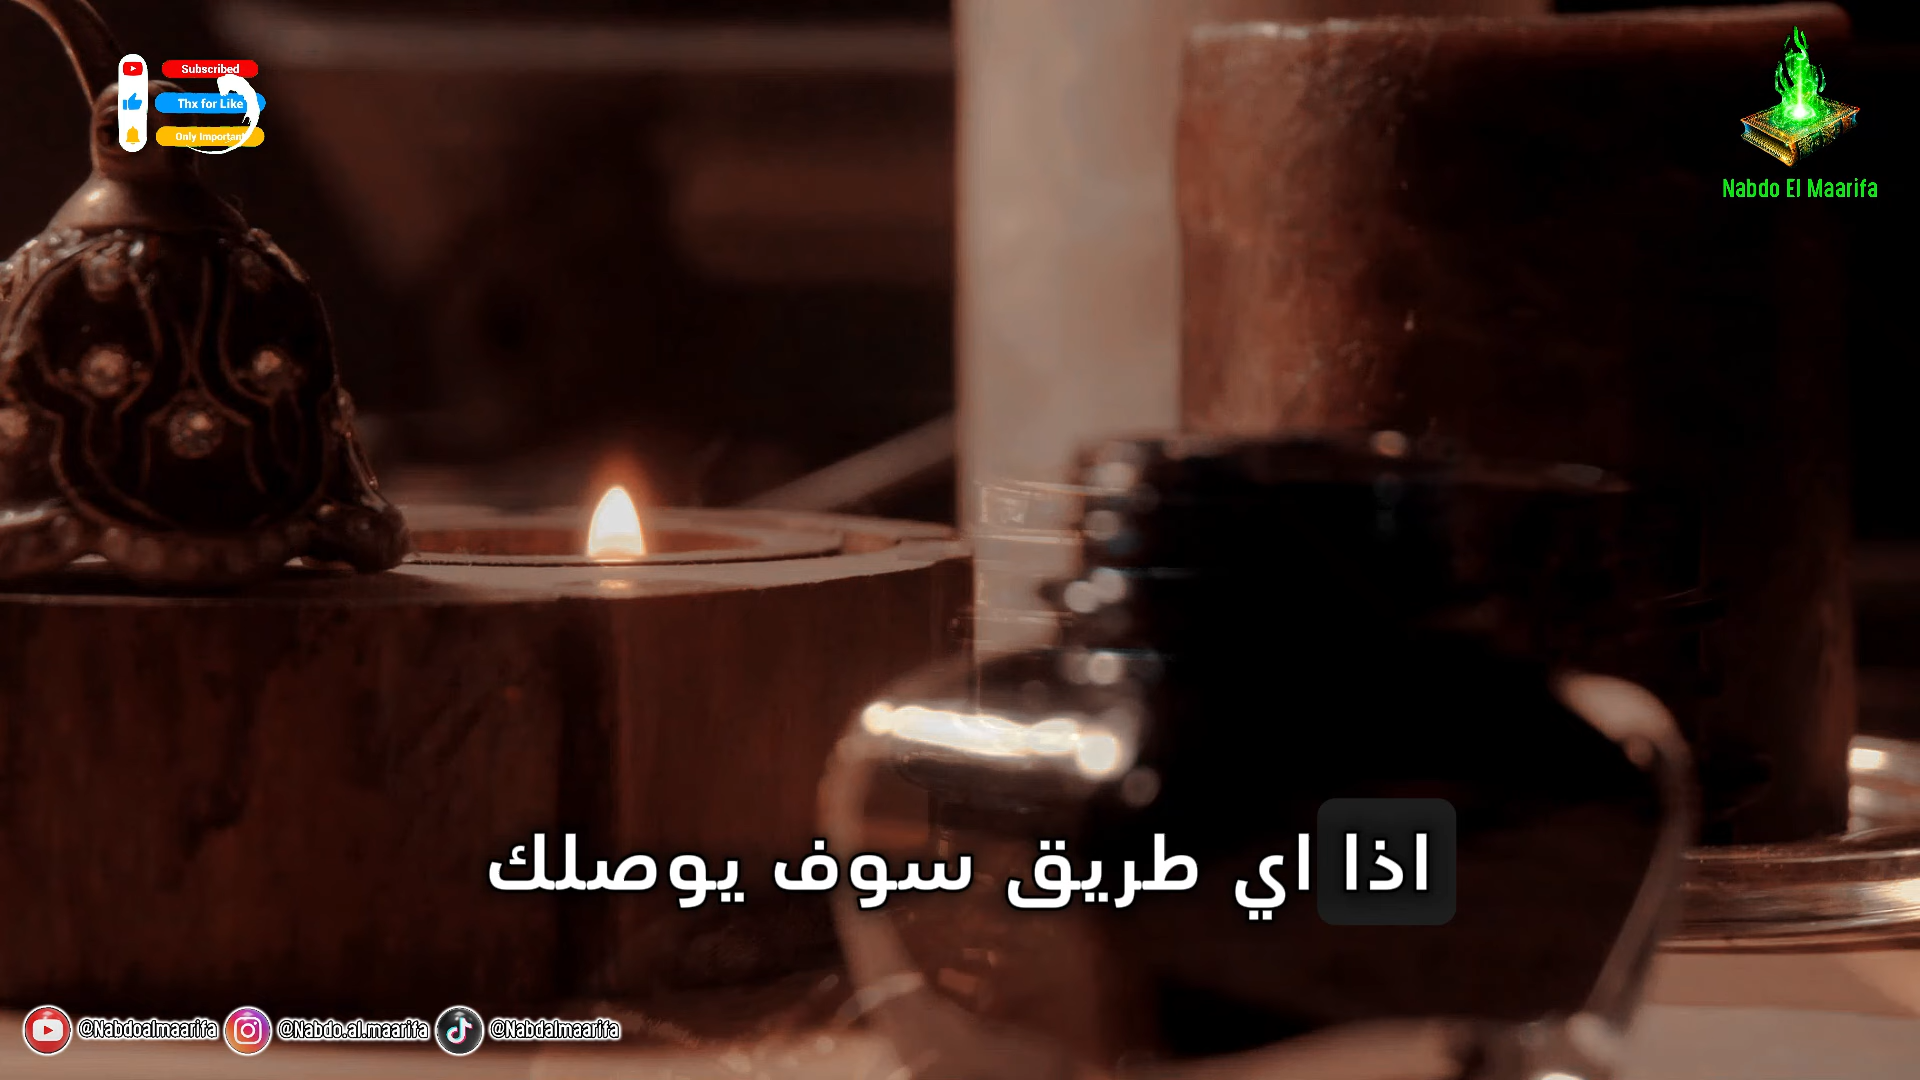 Subscribed
Thx for Like
Only Important
Nabdo El Maarifa
اذا اي طريق سوف يوصلك
@Nabdoalmaarifa @Nabdo.al.maarifa @Nabdalmaarifa